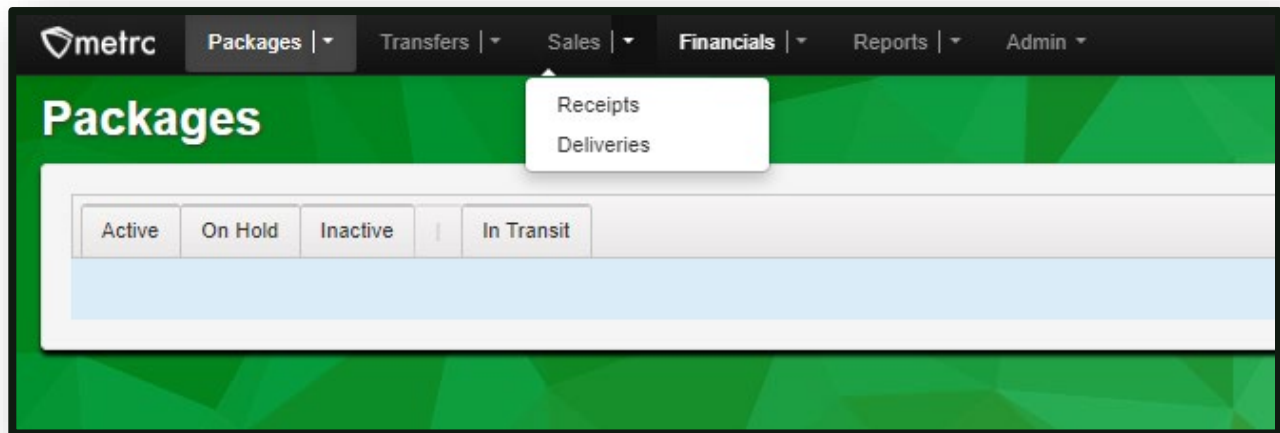 metrc Packages | Transfers | Sales | Financials | Reports | Admin
Packages
Receipts
Deliveries
Active On Hold Inactive | In Transit